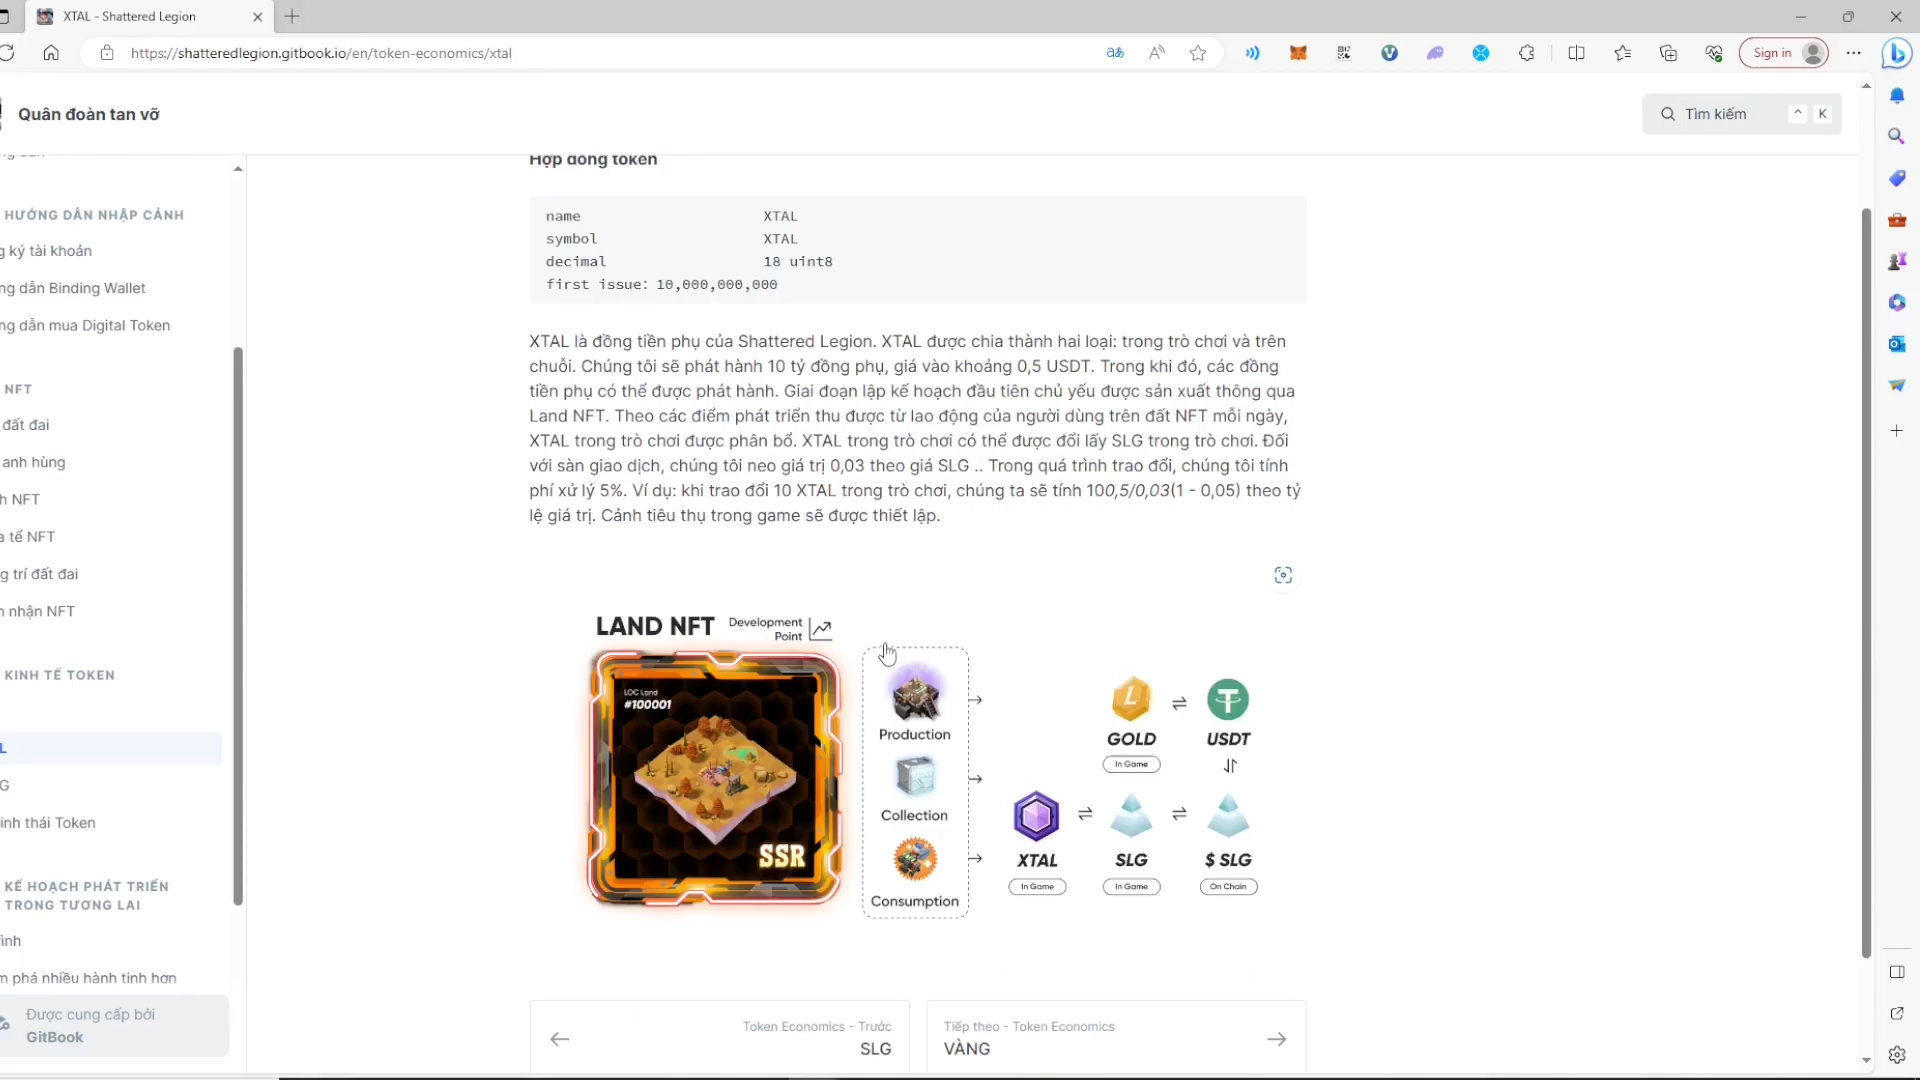 XTAL - Shattered Legion
https://shatteredlegion.gitbook.io/en/token-economics/xtal
Sign in
Quân đoàn tan vỡ
Tìm kiếm
^ K
HƯỚNG DẪN NHẬP CẢNH
ký tài khoản
dẫn Binding Wallet
dẫn mua Digital Token
NFT
đất đai
anh hùng
NFT
tể NFT
trí đất đai
nhận NFT
KINH TẾ TOKEN
L
G
inh thái Token
KẾ HOẠCH PHÁT TRIỂN
TRONG TƯƠNG LAI
phá nhiều hành tinh hơn
Được cung cấp bởi
GitBook
Hợp đồng token
name XTAL
symbol XTAL
decimal 18 uint8
first issue: 10,000,000,000
XTAL là đồng tiền phụ của Shattered Legion. XTAL được chia thành hai loại: trong trò chơi và trên
chuỗi. Chúng tôi sẽ phát hành 10 tỷ đồng phụ, giá vào khoảng 0,5 USDT. Trong khi đó, các đồng
tiền phụ có thể được phát hành. Giai đoạn lập kế hoạch đầu tiên chủ yếu được sản xuất thông qua
Land NFT. Theo các điểm phát triển thu được từ lao động của người dùng trên đất NFT mỗi ngày,
XTAL trong trò chơi được phân bổ. XTAL trong trò chơi có thể được đổi lấy SLG trong trò chơi. Đối
với sàn giao dịch, chúng tôi neo giá trị 0,03 theo giá SLG .. Trong quá trình trao đổi, chúng tôi tính
phí xử lý 5%. Ví dụ: khi trao đổi 10 XTAL trong trò chơi, chúng ta sẽ tính 100,5/0,03(1 - 0,05) theo tỷ
lệ giá trị. Cảnh tiêu thụ trong game sẽ được thiết lập.
LAND NFT
Development
Point
LOC Land
#100001
SSR
Production
Collection
Consumption
GOLD
In Game
USDT
XTAL
In Game
SLG
In Game
$ SLG
On Chain
Token Economics - Trước
SLG
Tiếp theo - Token Economics
VÀNG